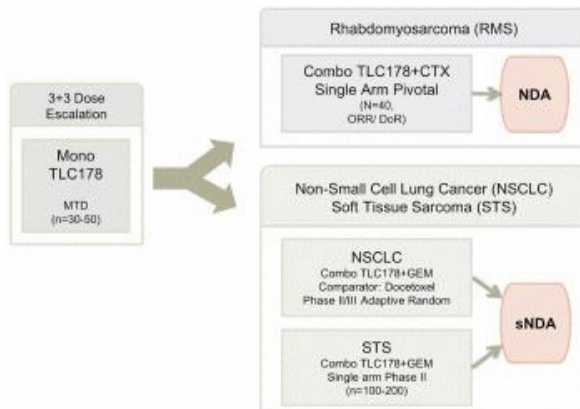 3+3 Dose
Escalation
Mono
TLC178
MTD
(n=30-50)
Rhabdomyosarcoma (RMS)
Combo TLC178+CTX
Single Arm Pivotal
(N=40,
ORR/ DoR)
NDA
Non-Small Cell Lung Cancer (NSCLC)
Soft Tissue Sarcoma (STS)
NSCLC
Combo TLC178+GEM
Comparator: Docetoxel
Phase II/III Adaptive Random
STS
Combo TLC178+GEM
Single arm Phase II
(n=100-200)
sNDA